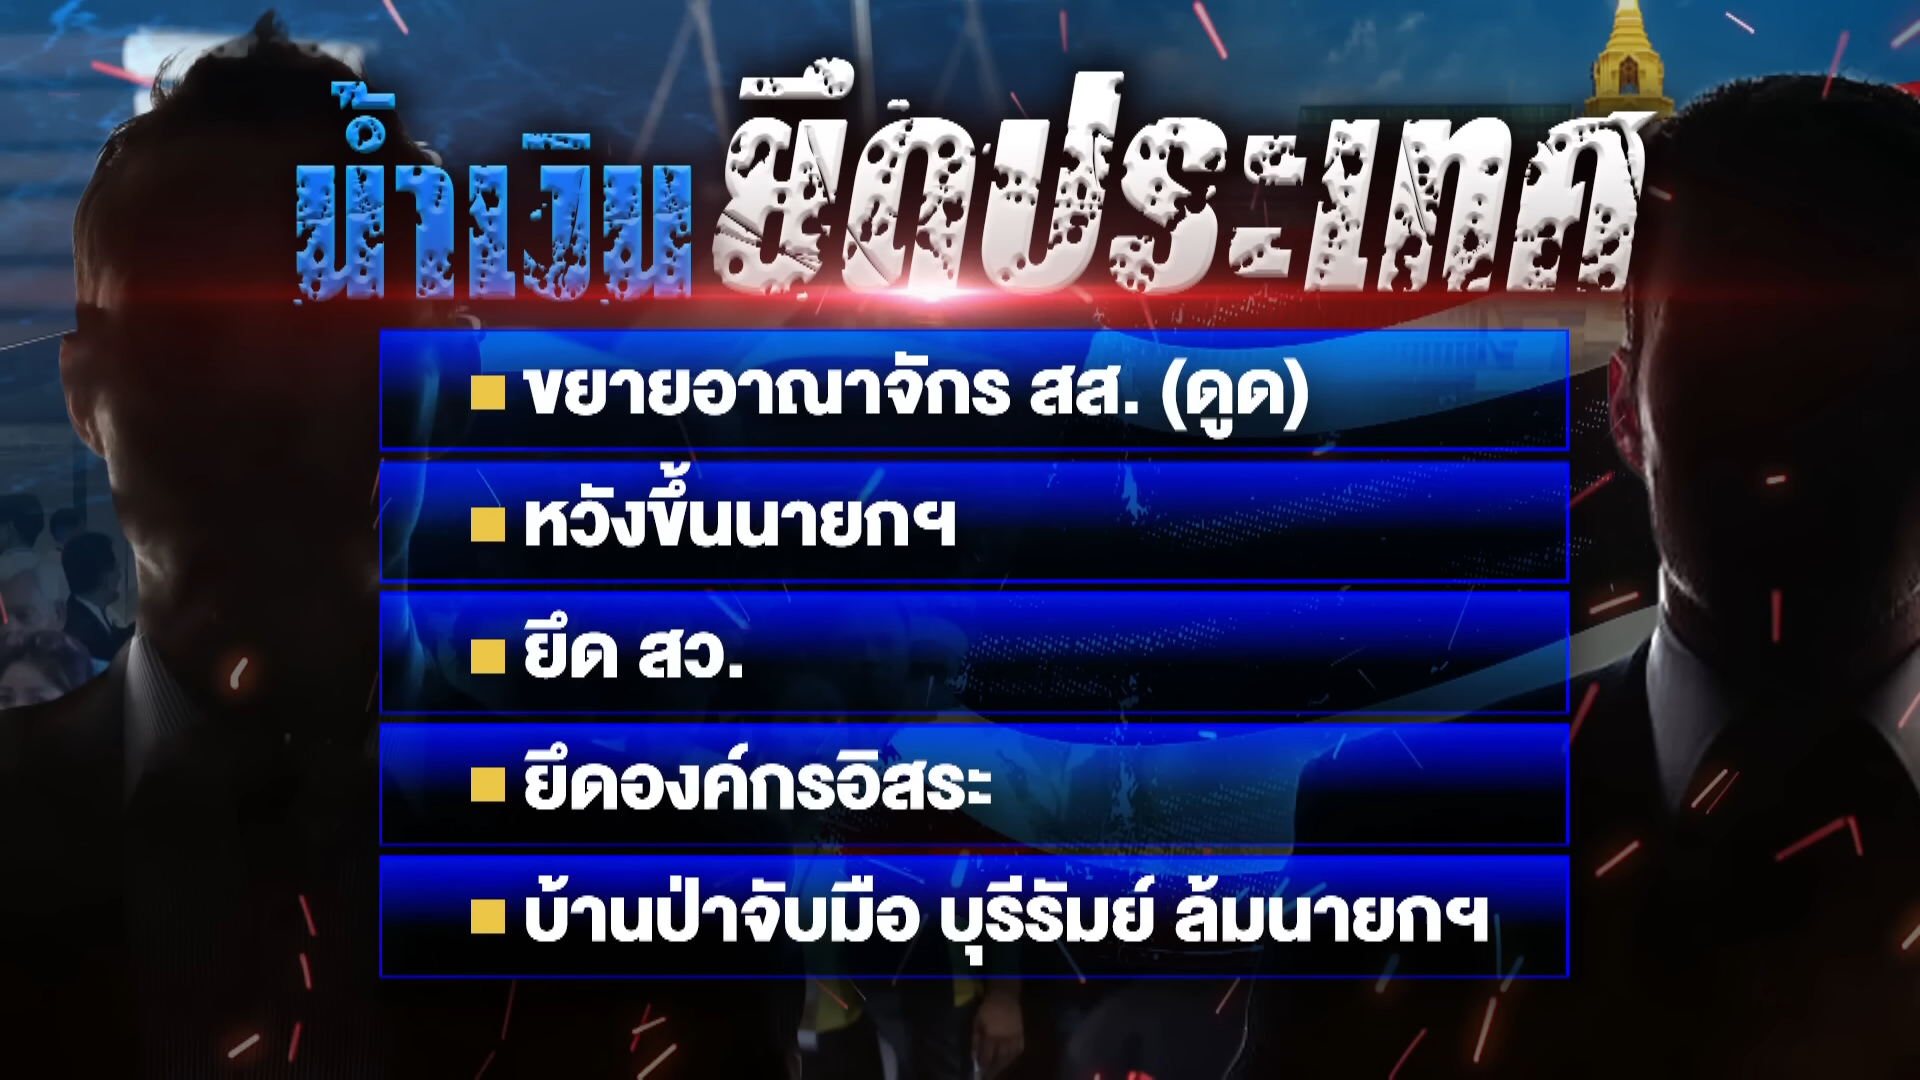 น้ำเงิน ยึดประเทศ
ขยายอาณาจักร สส. (ดูด)
หวังขึ้นนายกฯ
ยึด สว.
ยึดองค์กรอิสระ
บ้านป่าจับมือ บุรีรัมย์ ล้มนายกฯ